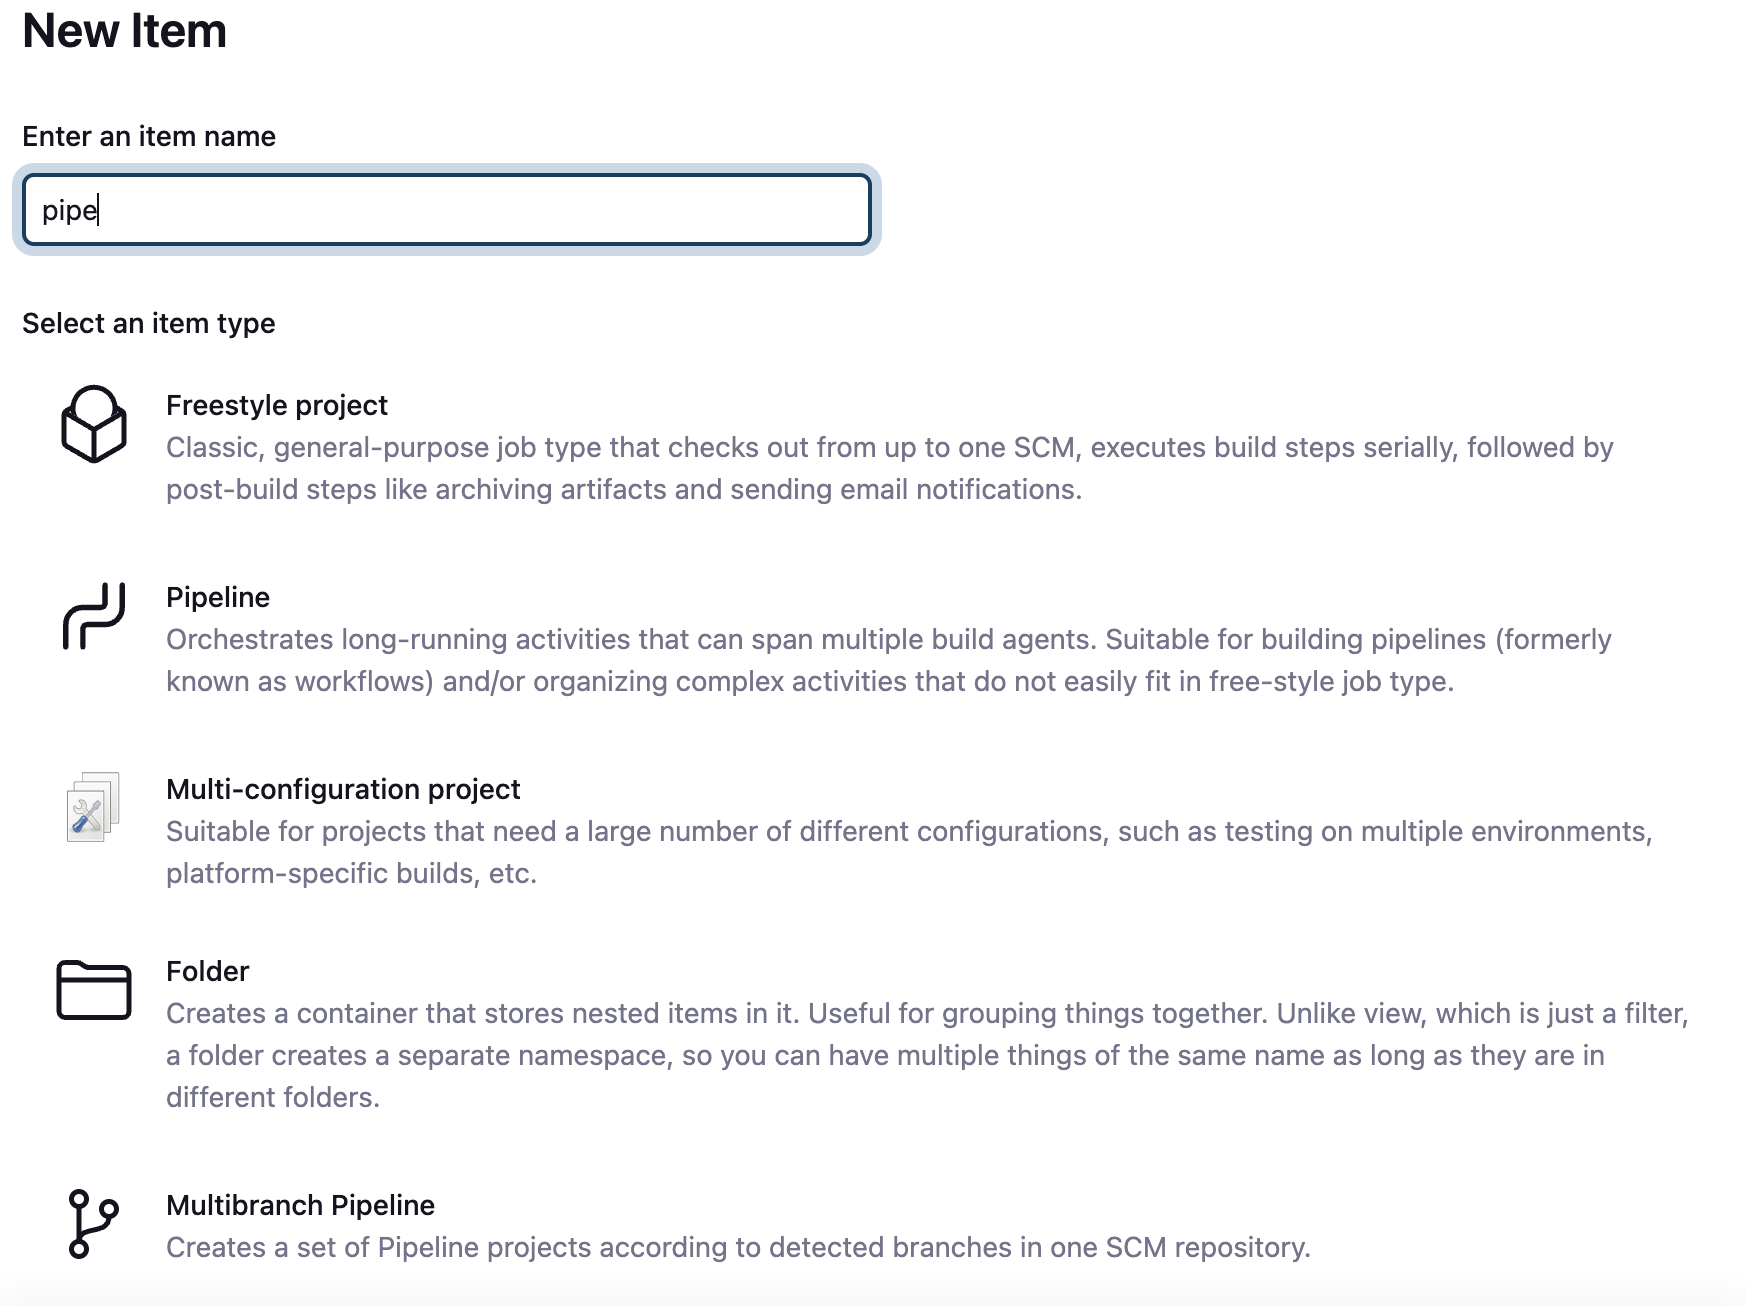 New Item
Enter an item name
pipe
Select an item type
Freestyle project
Classic, general-purpose job type that checks out from up to one SCM, executes build steps serially, followed by
post-build steps like archiving artifacts and sending email notifications.
Pipeline
Orchestrates long-running activities that can span multiple build agents. Suitable for building pipelines (formerly
known as workflows) and/or organizing complex activities that do not easily fit in free-style job type.
Multi-configuration project
Suitable for projects that need a large number of different configurations, such as testing on multiple environments,
platform-specific builds, etc.
Folder
Creates a container that stores nested items in it. Useful for grouping things together. Unlike view, which is just a filter,
a folder creates a separate namespace, so you can have multiple things of the same name as long as they are in
different folders.
Multibranch Pipeline
Creates a set of Pipeline projects according to detected branches in one SCM repository.